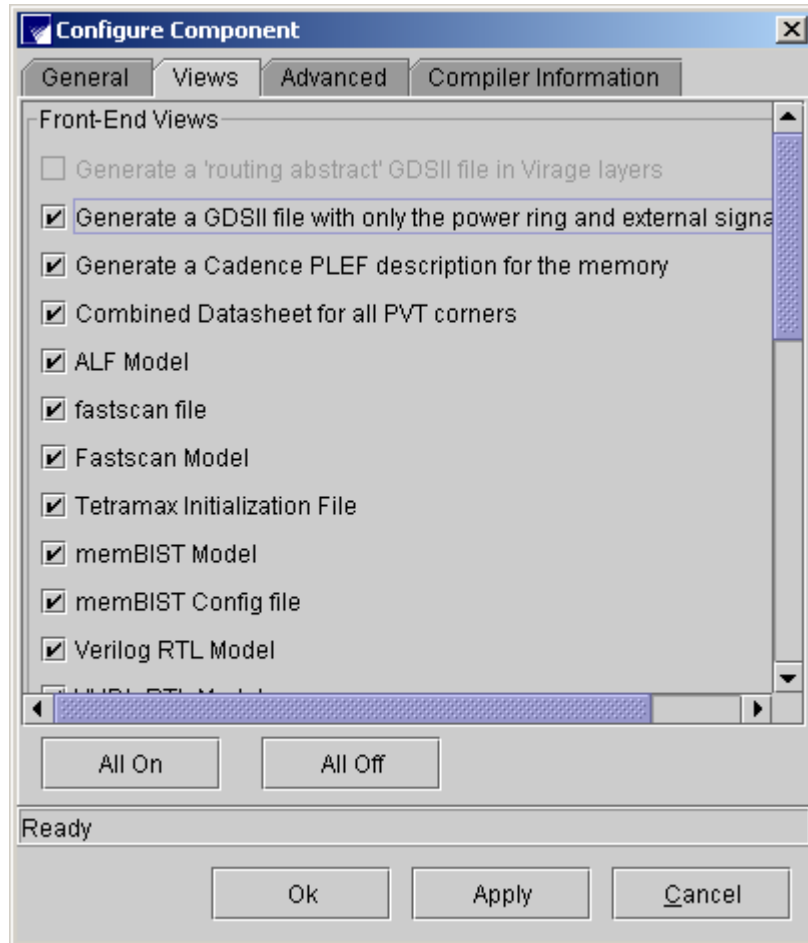 Configure Component
General Views Advanced Compiler Information
Front-End Views
Generate a 'routing abstract' GDSII file in Virage layers
Generate a GDSII file with only the power ring and external signa
Generate a Cadence PLEF description for the memory
Combined Datasheet for all PVT corners
ALF Model
fastscan file
Fastscan Model
Tetramax Initialization File
memBIST Model
memBIST Config file
Verilog RTL Model
All On All Off
Ready
Ok Apply Cancel